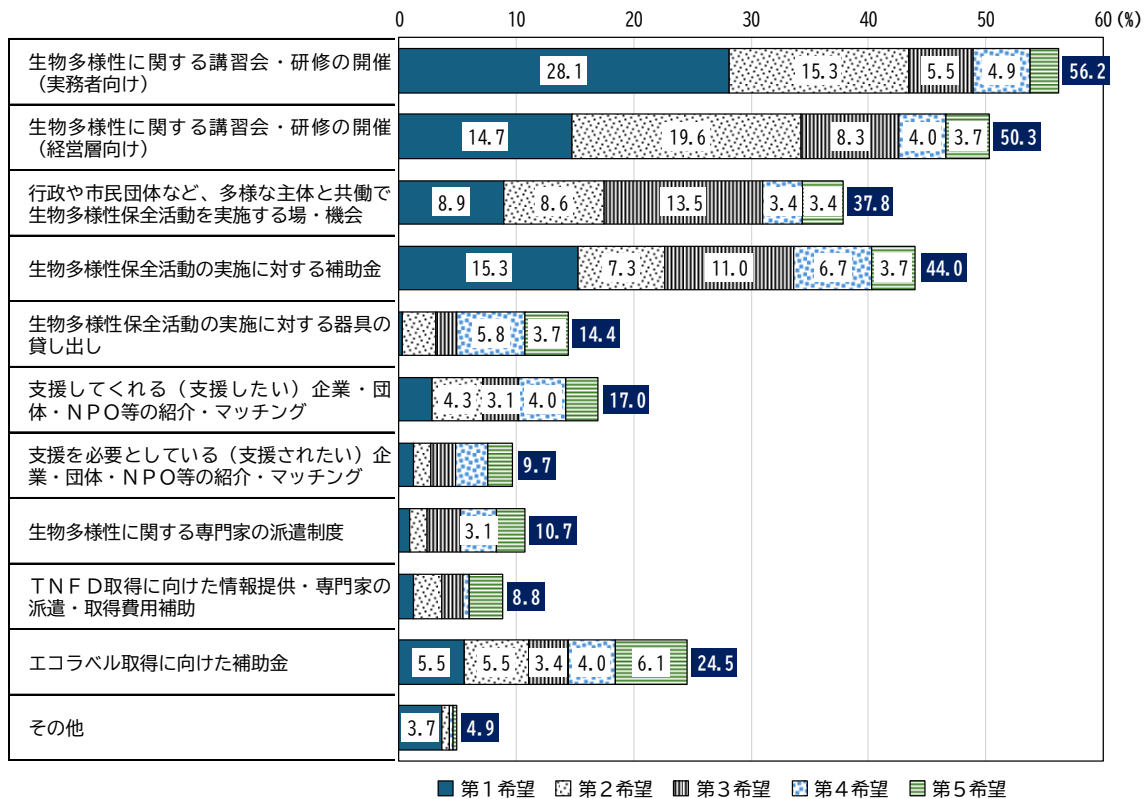 0 10 20 30 40 50 60 (%)
生物多様性に関する講習会・研修の開催
（実務者向け）
28.1 15.3 5.5 4.9 56.2
生物多様性に関する講習会・研修の開催
（経営層向け）
14.7 19.6 8.3 4.0 3.7 50.3
行政や市民団体など、多様な主体と共働で
生物多様性保全活動を実施する場・機会
8.9 8.6 13.5 3.4 3.4 37.8
生物多様性保全活動の実施に対する補助金
15.3 7.3 11.0 6.7 3.7 44.0
生物多様性保全活動の実施に対する器具の
貸し出し
5.8 3.7 14.4
支援してくれる（支援したい）企業・団
体・ＮＰＯ等の紹介・マッチング
4.3 3.1 4.0 17.0
支援を必要としている（支援されたい）企
業・団体・ＮＰＯ等の紹介・マッチング
9.7
生物多様性に関する専門家の派遣制度
3.1 10.7
ＴＮＦＤ取得に向けた情報提供・専門家の
派遣・取得費用補助
8.8
エコラベル取得に向けた補助金
5.5 5.5 3.4 4.0 6.1 24.5
その他
3.7 4.9
第１希望 第２希望 第３希望 第４希望 第５希望